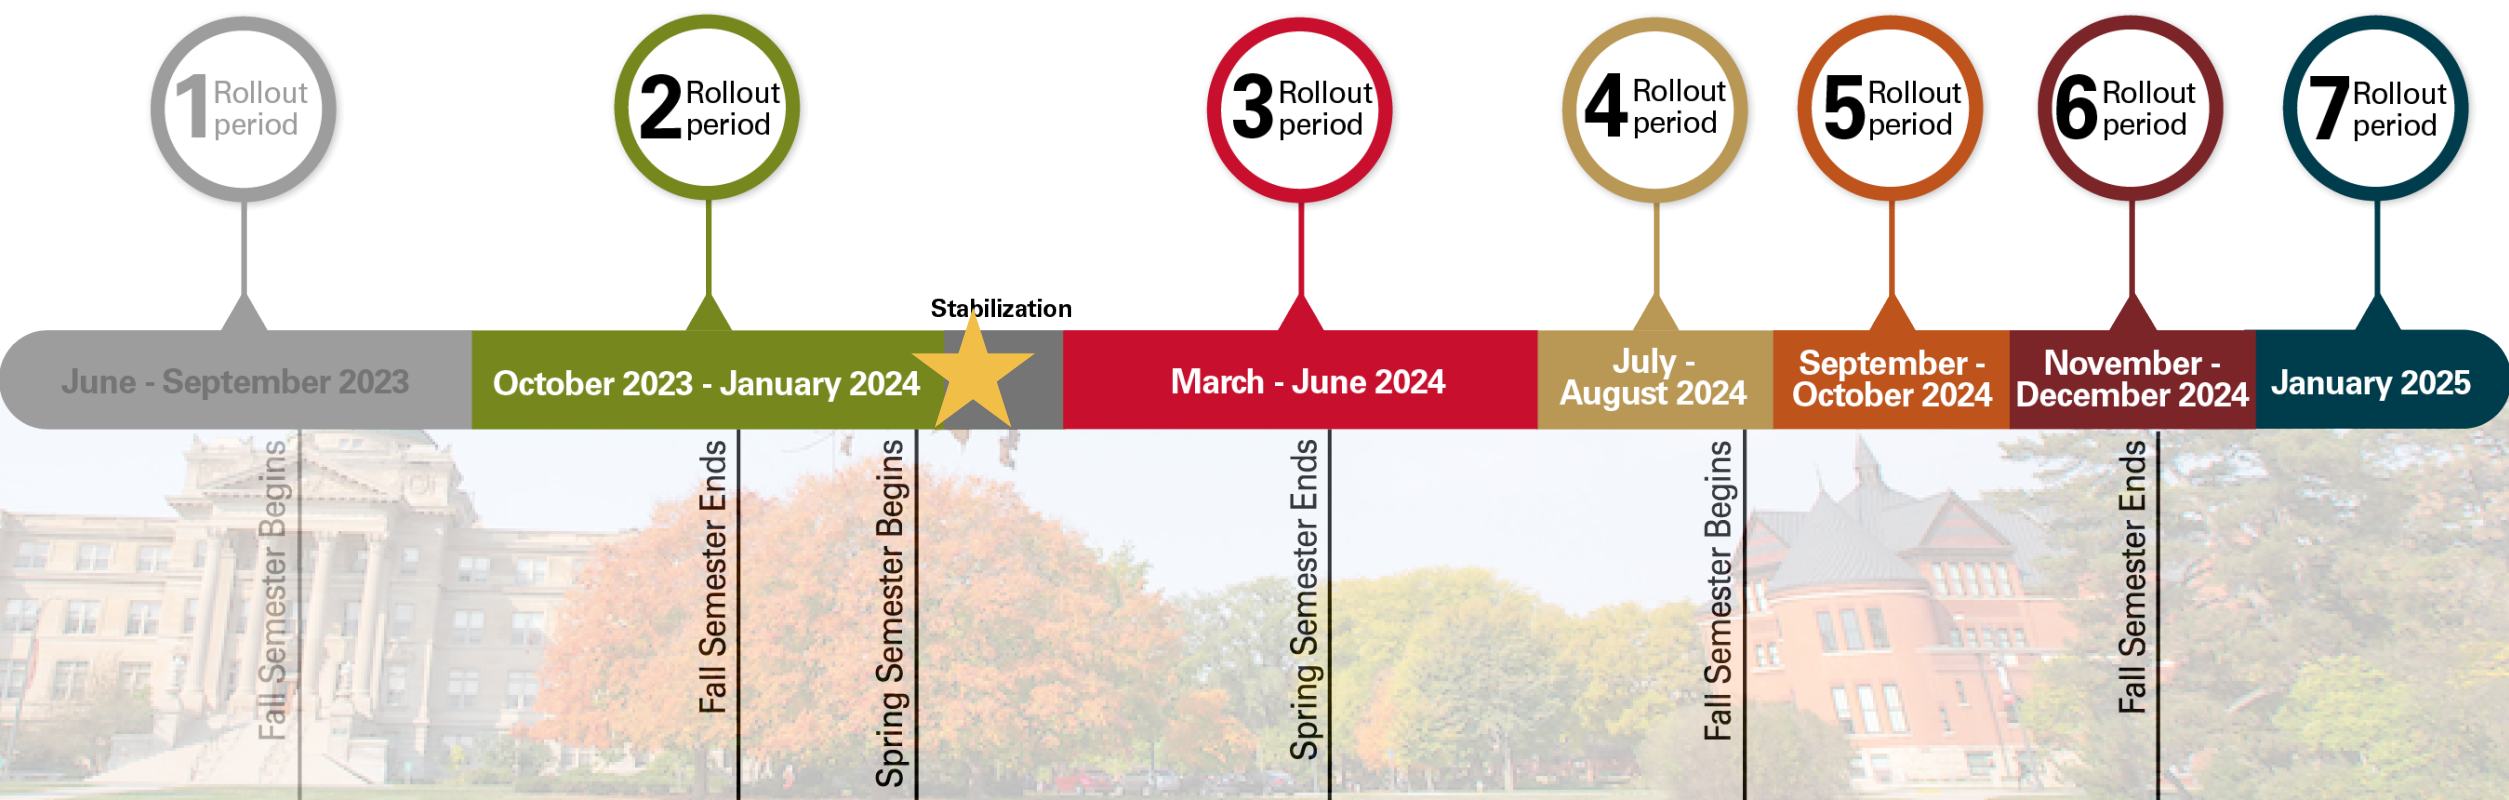 1 Rollout
period
2 Rollout
period
3 Rollout
period
4 Rollout
period
5 Rollout
period
6 Rollout
period
7 Rollout
period
Stabilization
June - September 2023
October 2023 - January 2024
March - June 2024
July -
August 2024
September -
October 2024
November -
December 2024
January 2025
Fall Semester Begins
Fall Semester Ends
Spring Semester Begins
Spring Semester Ends
Fall Semester Begins
Fall Semester Ends